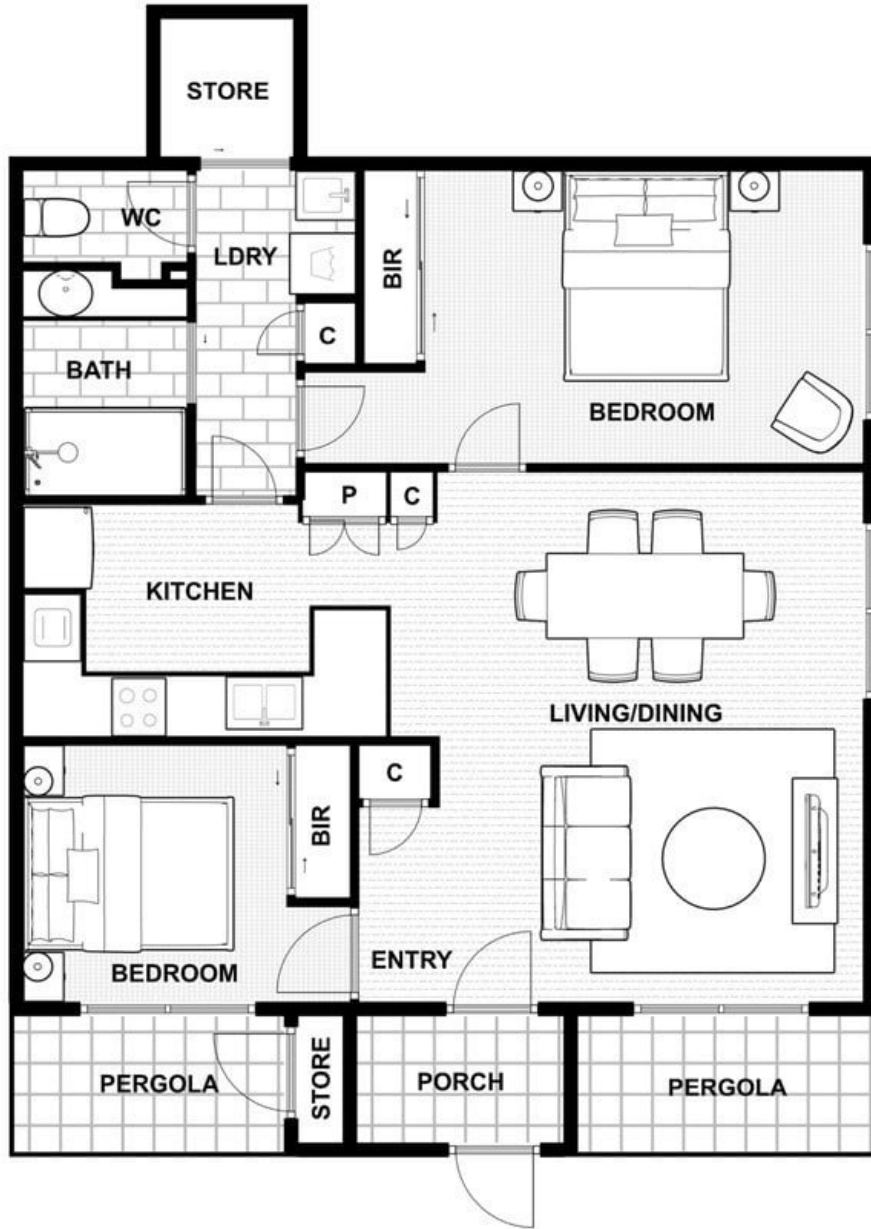 STORE
WC
LDRY
BIR
C
BATH
BEDROOM
P
C
KITCHEN
LIVING/DINING
C
BIR
ENTRY
BEDROOM
PERGOLA
STORE
PORCH
PERGOLA